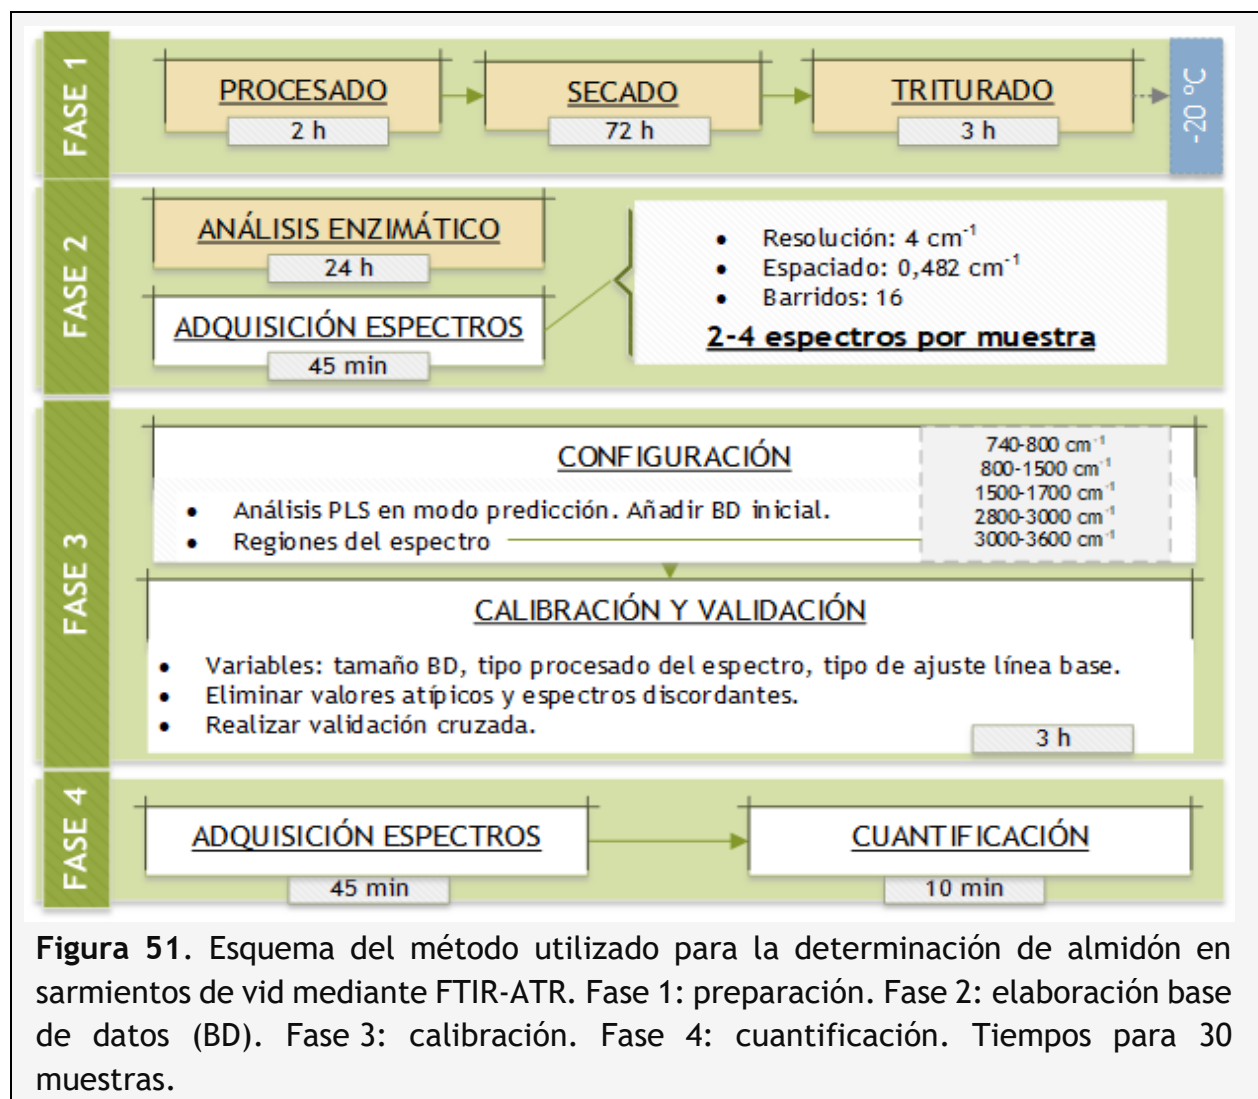 FASE 1
PROCESADO
2 h
SECADO
72 h
TRITURADO
3 h
-20 ºC
FASE 2
ANÁLISIS ENZIMÁTICO
24 h
ADQUISICIÓN ESPECTROS
45 min
• Resolución: 4 cm⁻¹
• Espaciado: 0,482 cm⁻¹
• Barridos: 16
2-4 espectros por muestra
FASE 3
CONFIGURACIÓN
• Análisis PLS en modo predicción. Añadir BD inicial.
• Regiones del espectro
740-800 cm⁻¹
800-1500 cm⁻¹
1500-1700 cm⁻¹
2800-3000 cm⁻¹
3000-3600 cm⁻¹
CALIBRACIÓN Y VALIDACIÓN
• Variables: tamaño BD, tipo procesado del espectro, tipo de ajuste línea base.
• Eliminar valores atípicos y espectros discordantes.
• Realizar validación cruzada.
3 h
FASE 4
ADQUISICIÓN ESPECTROS
45 min
CUANTIFICACIÓN
10 min
Figura 51. Esquema del método utilizado para la determinación de almidón en
sarmientos de vid mediante FTIR-ATR. Fase 1: preparación. Fase 2: elaboración base
de datos (BD). Fase 3: calibración. Fase 4: cuantificación. Tiempos para 30
muestras.